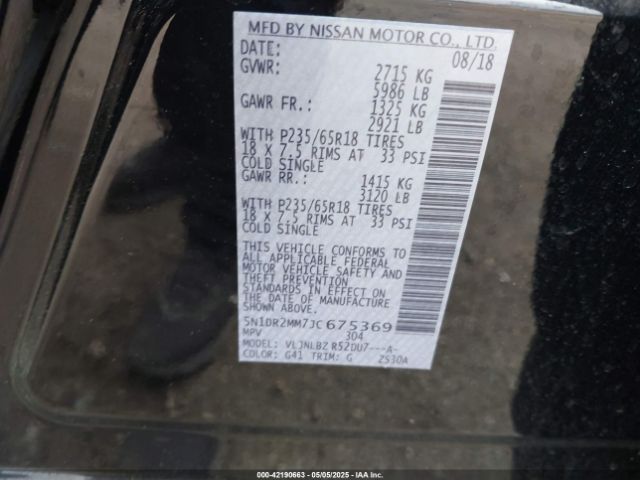 MFD BY NISSAN MOTOR CO., LTD.
DATE: 08/18
GVWR: 2715 KG
5986 LB
GAWR FR.: 1325 KG
2921 LB
WITH P235/65R18 TIRES
18 X 7.5 RIMS AT 33 PSI
COLD SINGLE
GAWR RR.: 1415 KG
3120 LB
WITH P235/65R18 TIRES
18 X 7.5 RIMS AT 33 PSI
COLD SINGLE
THIS VEHICLE CONFORMS TO
ALL APPLICABLE FEDERAL
MOTOR VEHICLE SAFETY AND
THEFT PREVENTION
STANDARDS IN EFFECT ON
THE DATE OF MANUFACTURE
SHOWN ABOVE.
5N1DR2MM7JC675369
MPV 304
MODEL: VLJNLBZ R52DU7---A-
COLOR: G41 TRIM: G ZS30A
000-42190663 - 05/05/2025 - IAAI.COM